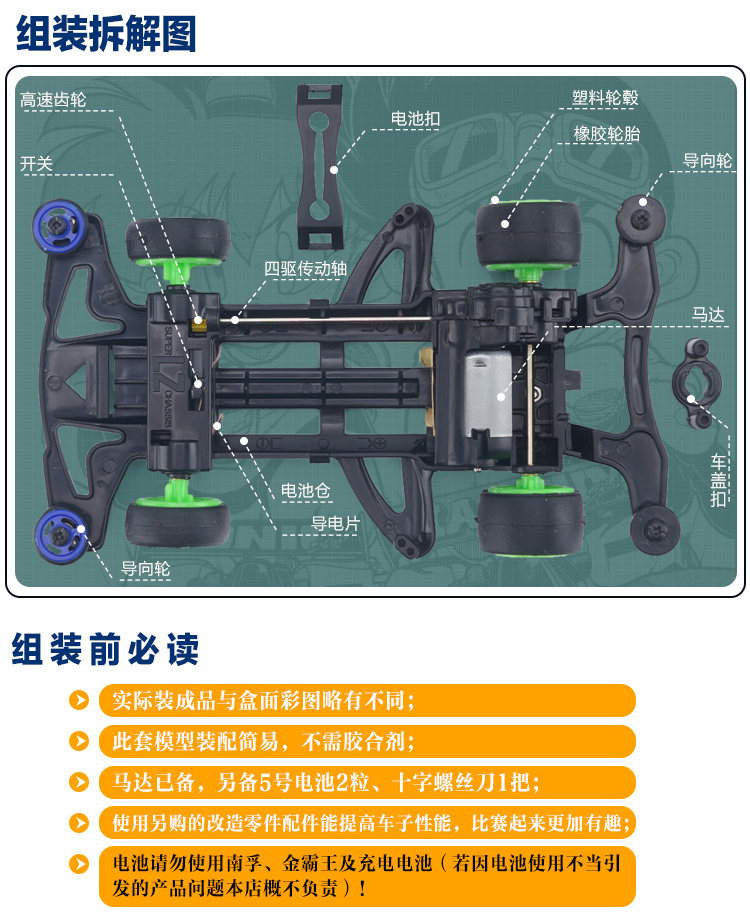 组装拆解图
高速齿轮
电池扣
塑料轮毂
橡胶轮胎
开关
导向轮
四驱传动轴
马达
SUPER
CHASSIS
车盖扣
电池仓
导电片
导向轮
组装前必读
实际装成品与盒面彩图略有不同；
此套模型装配简易，不需胶合剂；
马达已备，另备5号电池2粒、十字螺丝刀1把；
使用另购的改造零件配件能提高车子性能，比赛起来更加有趣；
电池请勿使用南孚、金霸王及充电电池（若因电池使用不当引
发的产品问题本店概不负责）！